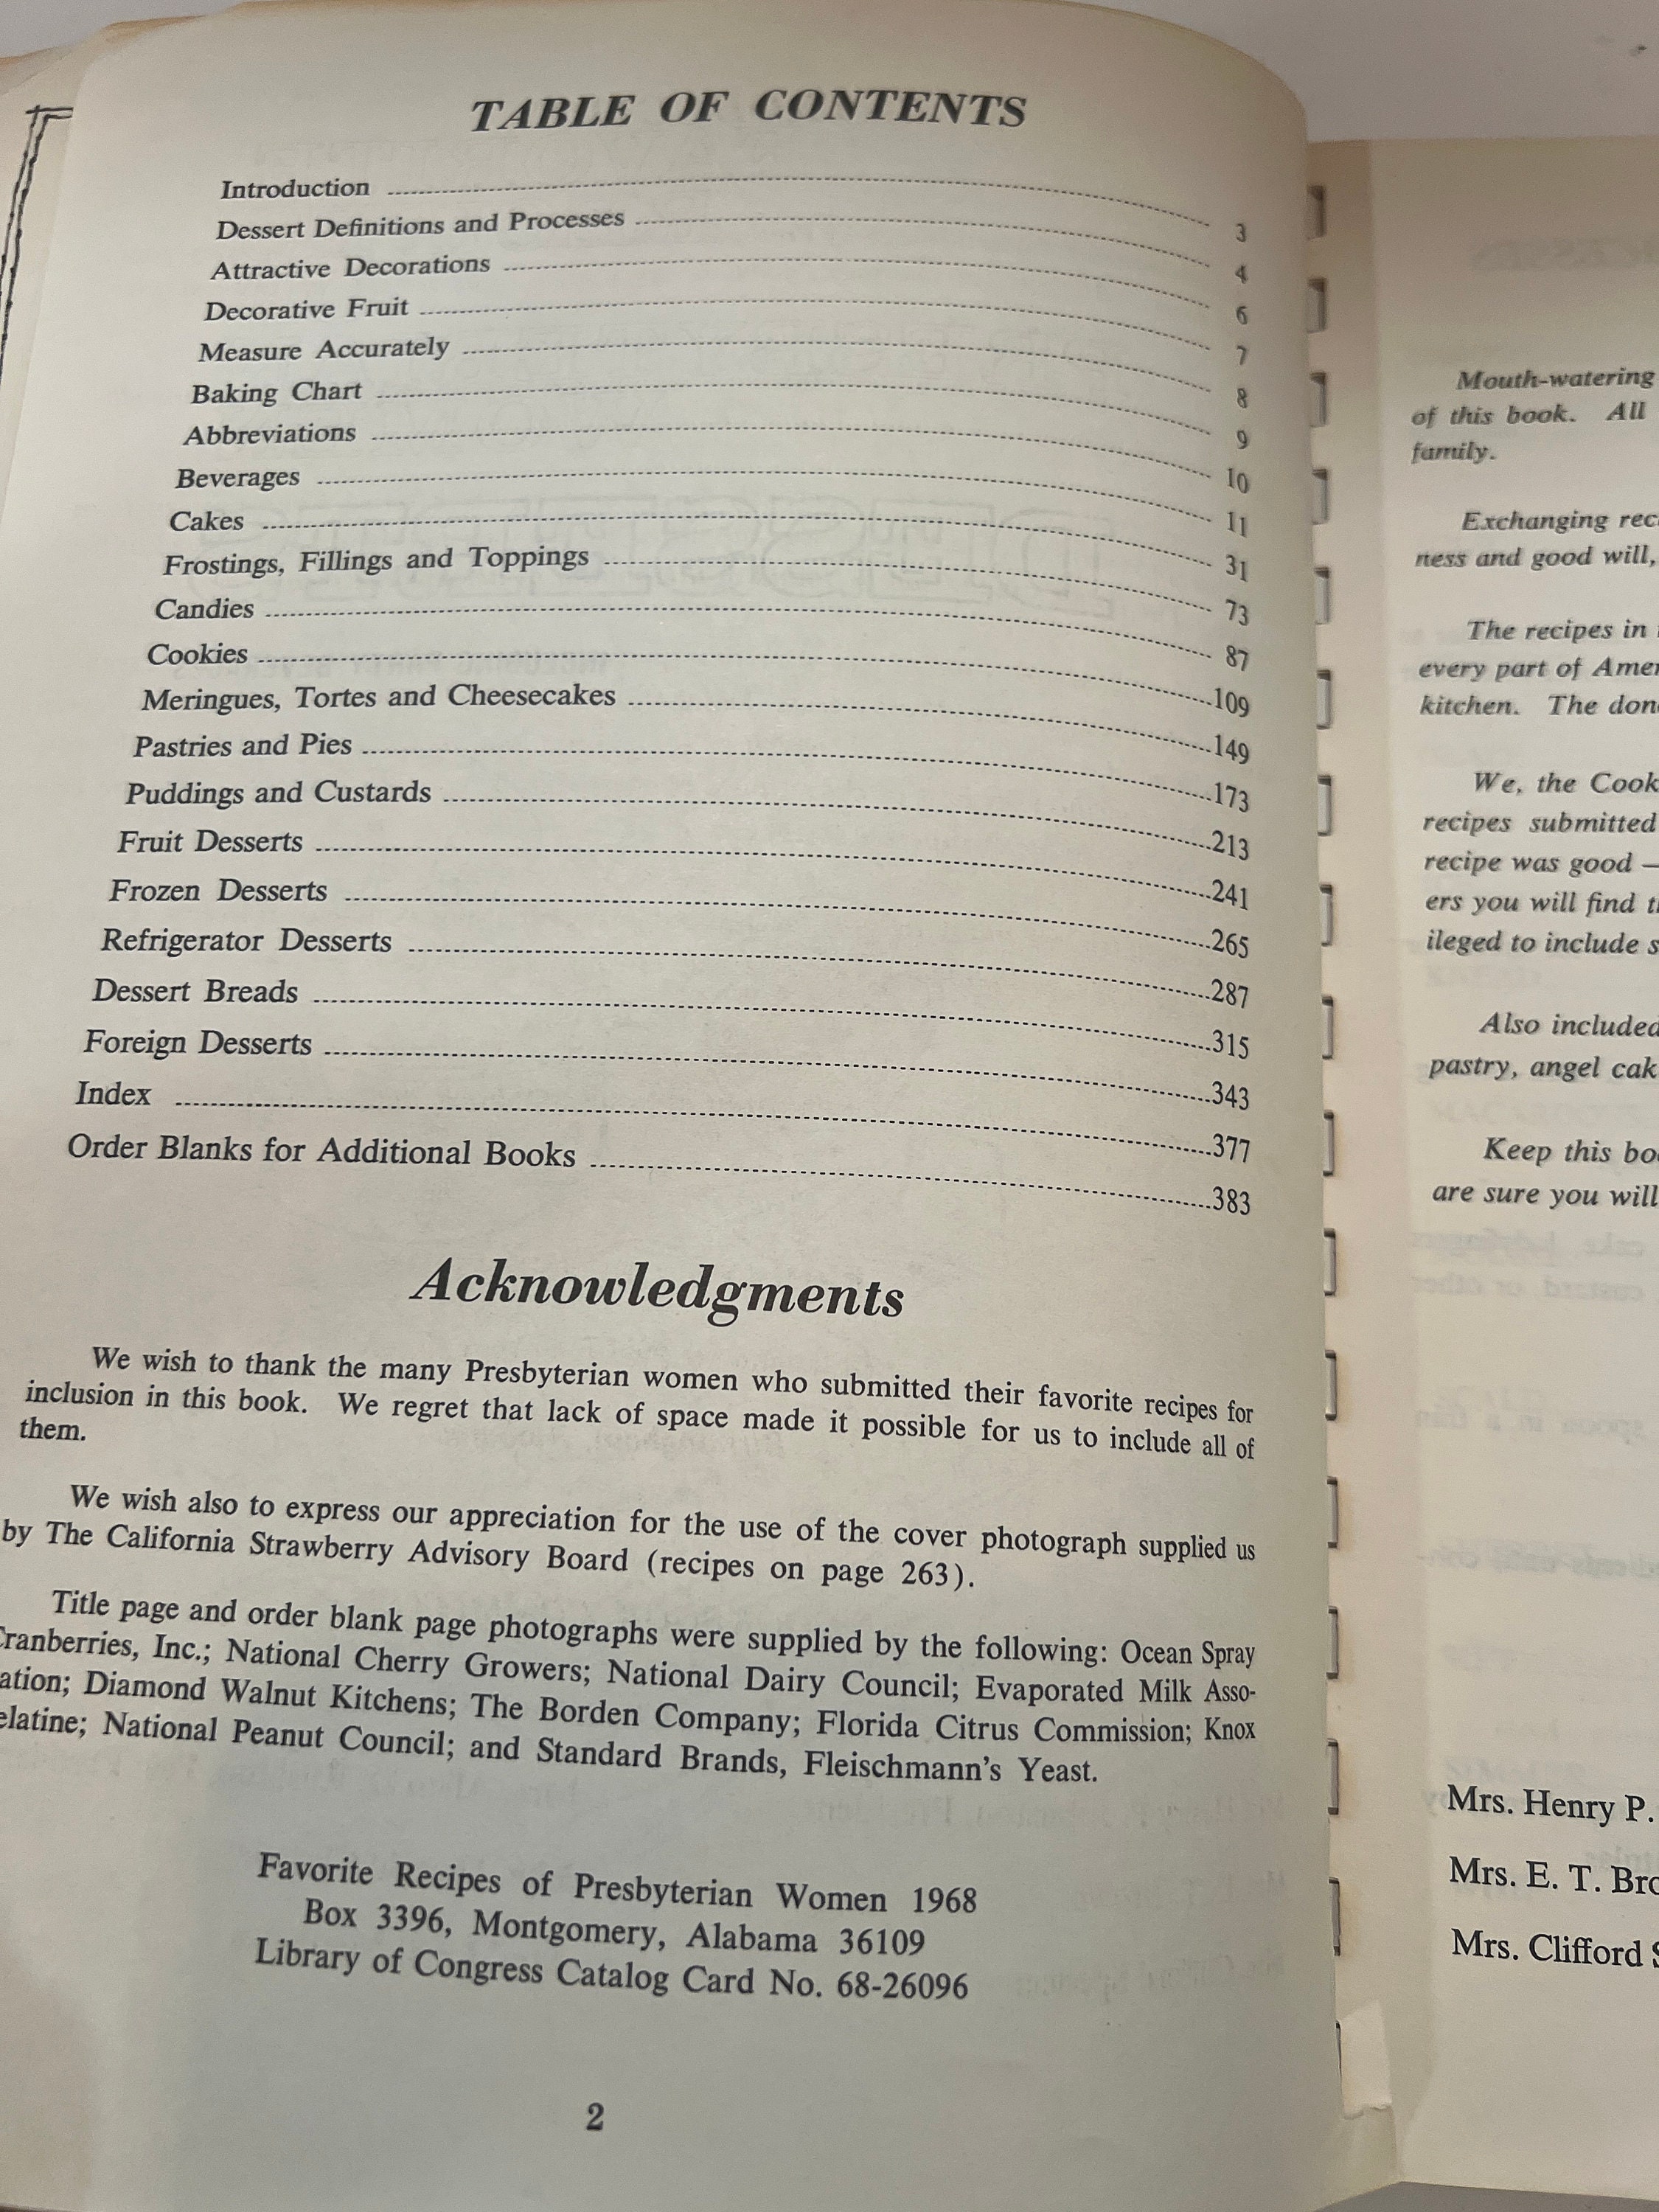 TABLE OF CONTENTS
Introduction 3
Dessert Definitions and Processes 4
Attractive Decorations 6
Decorative Fruit 7
Measure Accurately 8
Baking Chart 9
Abbreviations 10
Beverages 11
Cakes 31
Frostings, Fillings and Toppings 73
Candies 87
Cookies 109
Meringues, Tortes and Cheesecakes 149
Pastries and Pies 173
Puddings and Custards 213
Fruit Desserts 241
Frozen Desserts 265
Refrigerator Desserts 287
Dessert Breads 315
Foreign Desserts 343
Index 377
Order Blanks for Additional Books 383
Acknowledgments
We wish to thank the many Presbyterian women who submitted their favorite recipes for
inclusion in this book. We regret that lack of space made it possible for us to include all of
them.
We wish also to express our appreciation for the use of the cover photograph supplied us
by The California Strawberry Advisory Board (recipes on page 263).
Title page and order blank page photographs were supplied by the following: Ocean Spray
Cranberries, Inc.; National Cherry Growers; National Dairy Council; Evaporated Milk Asso-
ation; Diamond Walnut Kitchens; The Borden Company; Florida Citrus Commission; Knox
elatine; National Peanut Council; and Standard Brands, Fleischmann's Yeast.
Favorite Recipes of Presbyterian Women 1968
Box 3396, Montgomery, Alabama 36109
Library of Congress Catalog Card No. 68-26096
2
Mouth-watering
of this book. All
family.
Exchanging rec
ness and good will,
The recipes in
every part of Amer
kitchen. The don
We, the Cook
recipes submitted
recipe was good —
ers you will find t
ileged to include s
Also included
pastry, angel cak
Keep this bo
are sure you will
Mrs. Henry P.
Mrs. E. T. Bro
Mrs. Clifford S